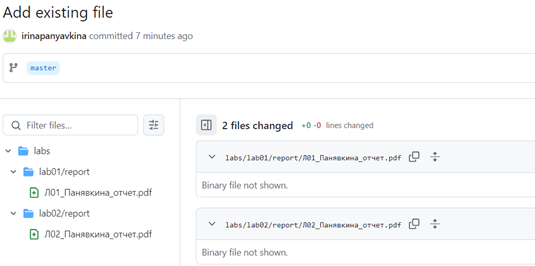 Add existing file
irinapanyavkina committed 7 minutes ago
master
Filter files...
labs
lab01/report
Л01_Панявкина_отчет.pdf
lab02/report
Л02_Панявкина_отчет.pdf
2 files changed +0 -0 lines changed
labs/lab01/report/Л01_Панявкина_отчет.pdf
Binary file not shown.
labs/lab02/report/Л02_Панявкина_отчет.pdf
Binary file not shown.